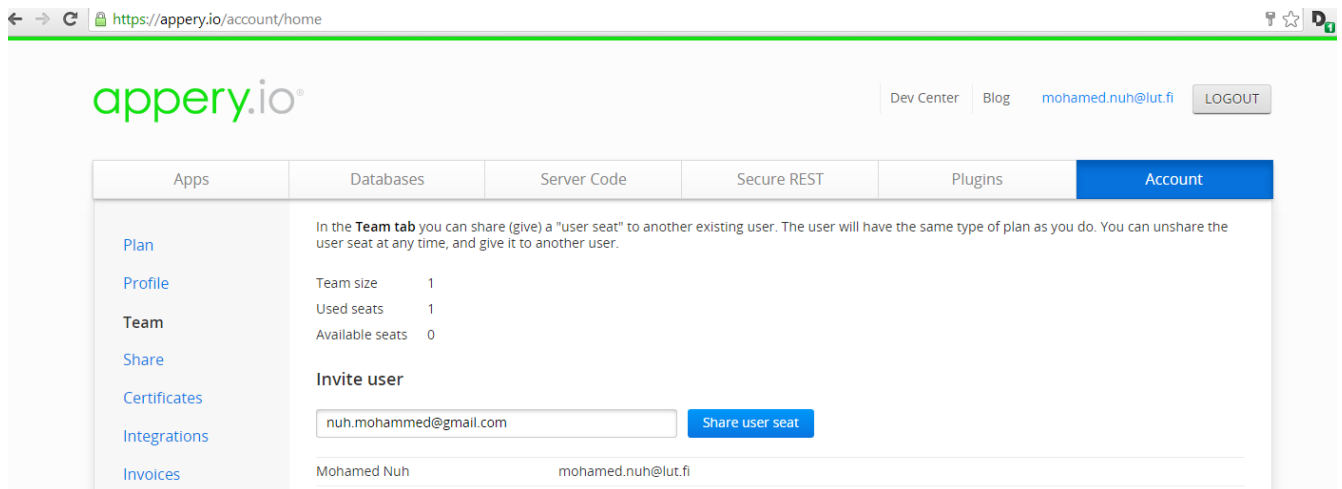 https://appery.io/account/home
appery.io®
Dev Center Blog mohamed.nuh@lut.fi LOGOUT
Apps Databases Server Code Secure REST Plugins Account
Plan
Profile
Team
Share
Certificates
Integrations
Invoices
In the Team tab you can share (give) a "user seat" to another existing user. The user will have the same type of plan as you do. You can unshare the
user seat at any time, and give it to another user.
Team size 1
Used seats 1
Available seats 0
Invite user
nuh.mohammed@gmail.com Share user seat
Mohamed Nuh mohamed.nuh@lut.fi